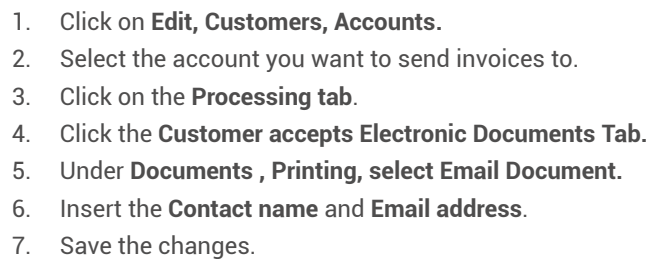 1. Click on Edit, Customers, Accounts.
2. Select the account you want to send invoices to.
3. Click on the Processing tab.
4. Click the Customer accepts Electronic Documents Tab.
5. Under Documents , Printing, select Email Document.
6. Insert the Contact name and Email address.
7. Save the changes.